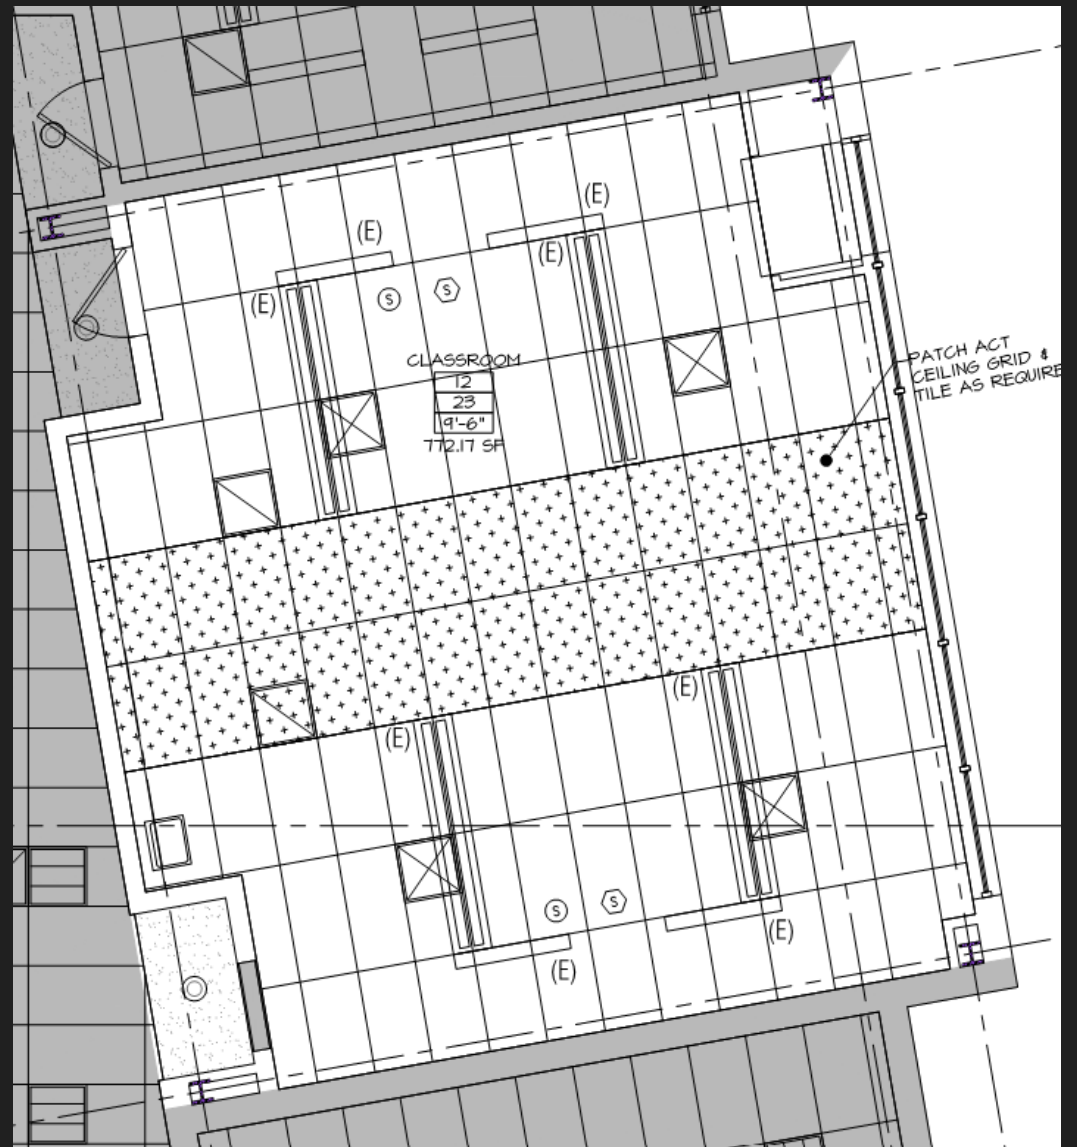 (E)
(E)
(E)
(E)
S
S
CLASSROOM
12
23
9'-6"
772.17 SF
PATCH ACT
CEILING GRID &
TILE AS REQUIRE
(E)
(E)
S
S
(E)
(E)